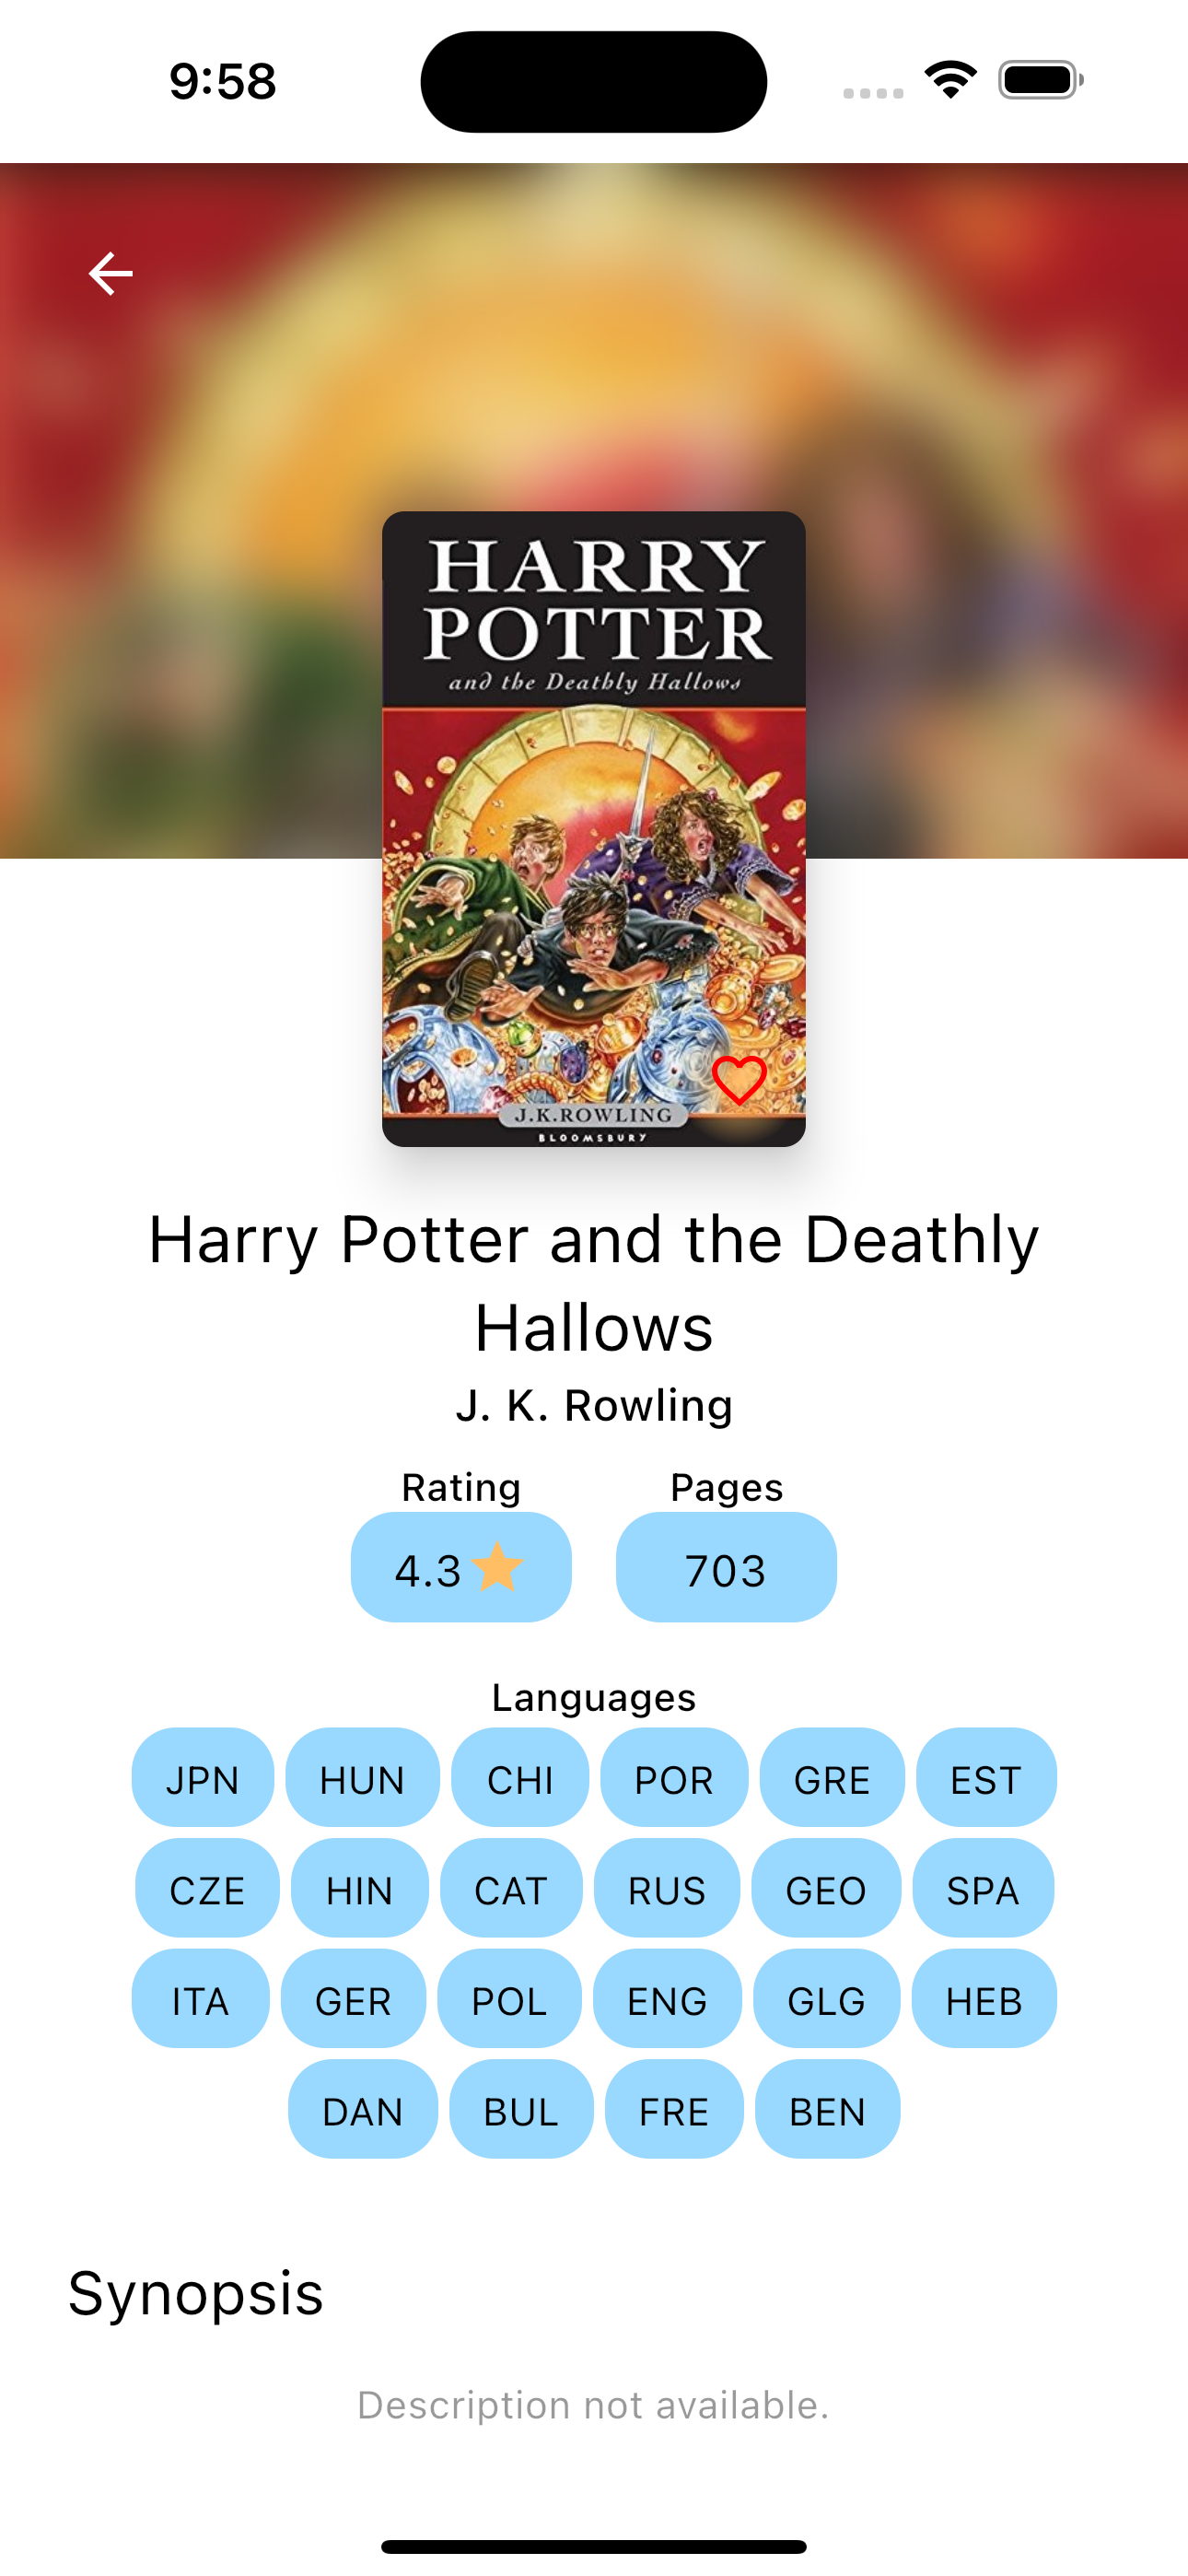 9:58
HARRY
POTTER
and the Deathly Hallows
J.K.ROWLING
BLOOMSBURY
Harry Potter and the Deathly
Hallows
J. K. Rowling
Rating Pages
4.3 703
Languages
JPN HUN CHI POR GRE EST
CZE HIN CAT RUS GEO SPA
ITA GER POL ENG GLG HEB
DAN BUL FRE BEN
Synopsis
Description not available.